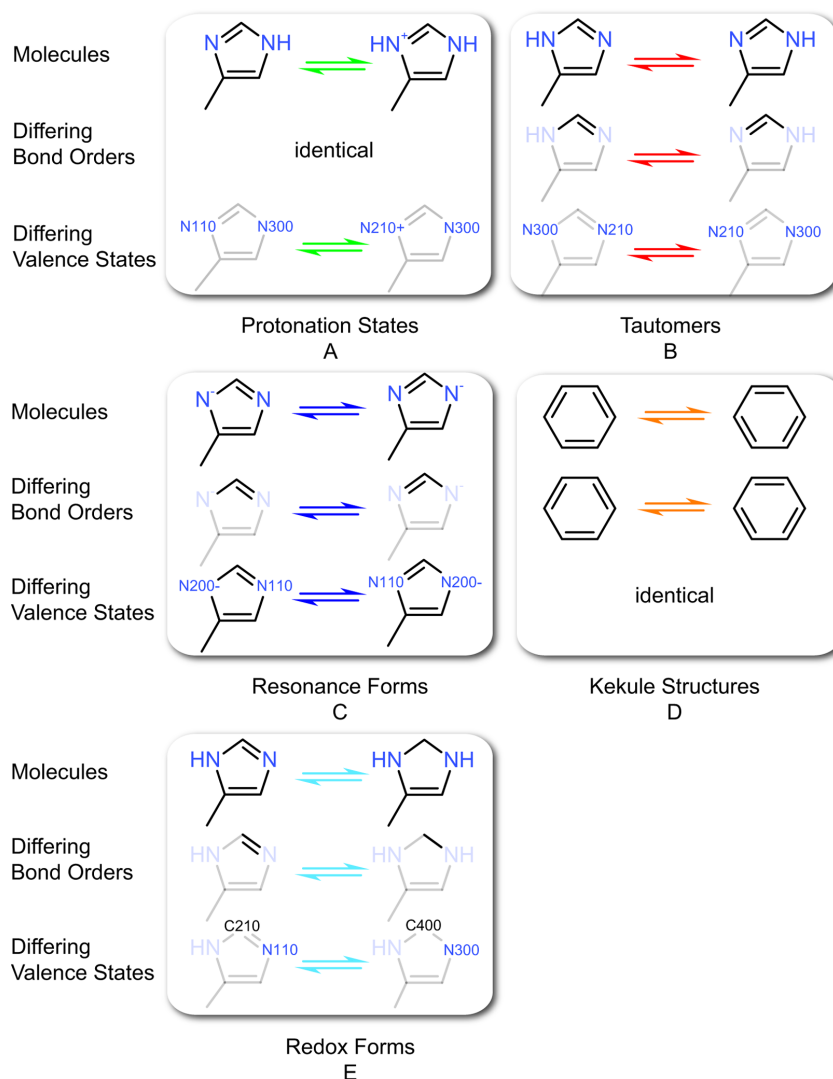 Molecules
N NH HN+ NH
HN N N NH
Differing
Bond Orders
identical
HN N N NH
Differing
Valence States
N110 N300 N210+ N300
N300 N210 N210 N300
Protonation States
A
Tautomers
B
Molecules
N- N N N-
Differing
Bond Orders
N- N N N-
Differing
Valence States
N200- N110 N110 N200-
identical
Resonance Forms
C
Kekule Structures
D
Molecules
HN N HN NH
Differing
Bond Orders
HN N HN NH
Differing
Valence States
C210 C400
HN N110 HN N300
Redox Forms
E